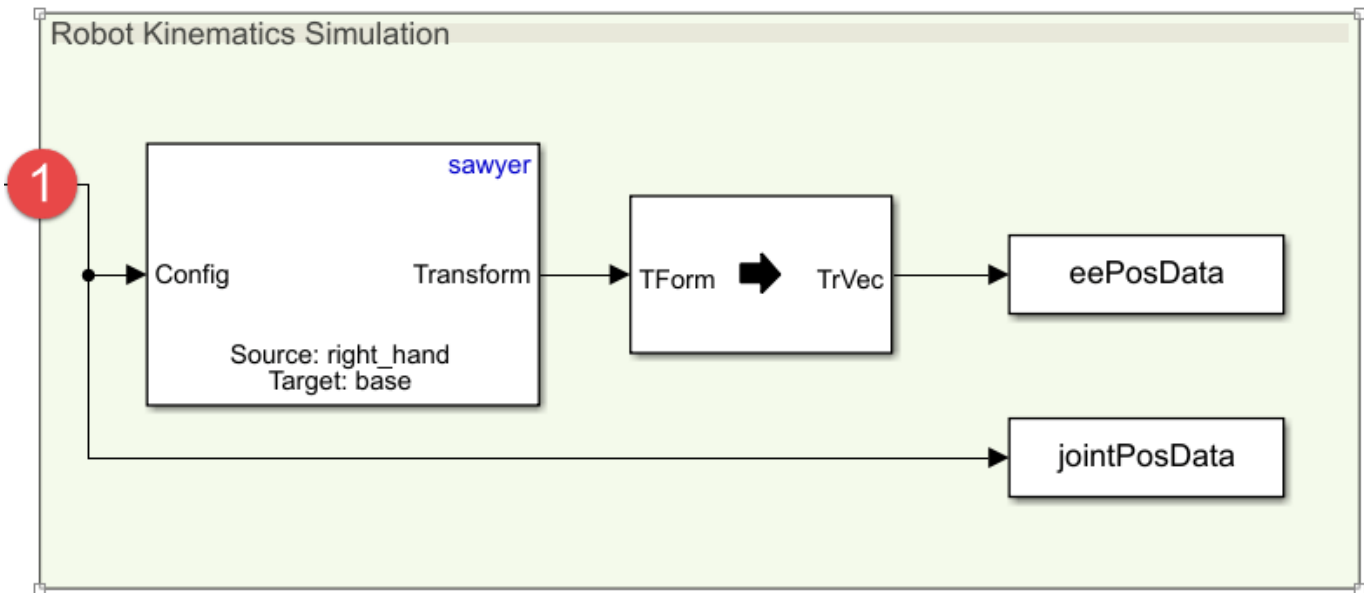 Robot Kinematics Simulation
1
sawyer
Config
Transform
Source: right_hand
Target: base
TForm
TrVec
eePosData
jointPosData